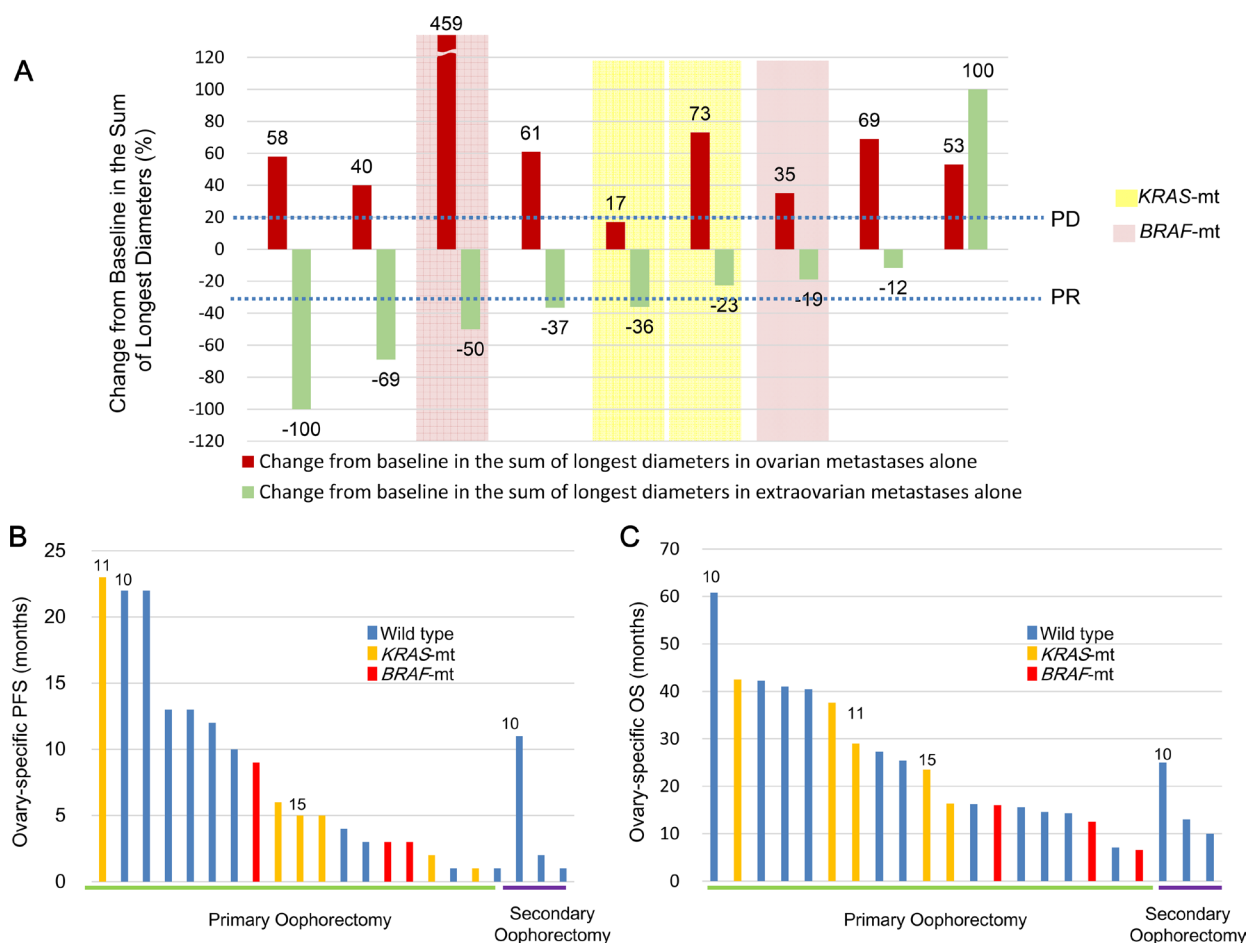 A
Change from Baseline in the Sum
of Longest Diameters (%)
120
100
80
60
40
20
0
-20
-40
-60
-80
-100
-120
58
40
459
61
17
73
35
69
53
100
-100
-69
-50
-37
-36
-23
-19
-12
PD
PR
KRAS-mt
BRAF-mt
Change from baseline in the sum of longest diameters in ovarian metastases alone
Change from baseline in the sum of longest diameters in extraovarian metastases alone
B
Ovary-specific PFS (months)
25
20
15
10
5
0
11
10
15
10
Wild type
KRAS-mt
BRAF-mt
Primary Oophorectomy
Secondary
Oophorectomy
C
Ovary-specific OS (months)
70
60
50
40
30
20
10
0
10
11
15
10
Wild type
KRAS-mt
BRAF-mt
Primary Oophorectomy
Secondary
Oophorectomy